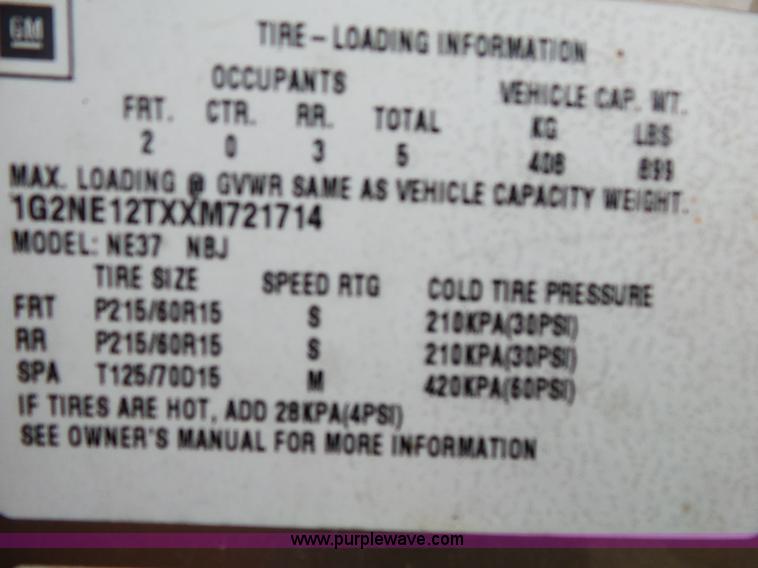 GM
TIRE-LOADING INFORMATION
OCCUPANTS VEHICLE CAP. WT.
FRT. CTR. RR. TOTAL KG LBS
2 0 3 5 408 899
MAX. LOADING @ GVWR SAME AS VEHICLE CAPACITY WEIGHT.
1G2NE12TXXM721714
MODEL: NE37 NBJ
TIRE SIZE SPEED RTG COLD TIRE PRESSURE
FRT P215/60R15 S 210KPA(30PSI)
RR P215/60R15 S 210KPA(30PSI)
SPA T125/70D15 M 420KPA(60PSI)
IF TIRES ARE HOT, ADD 28KPA(4PSI)
SEE OWNER'S MANUAL FOR MORE INFORMATION
www.purplewave.com